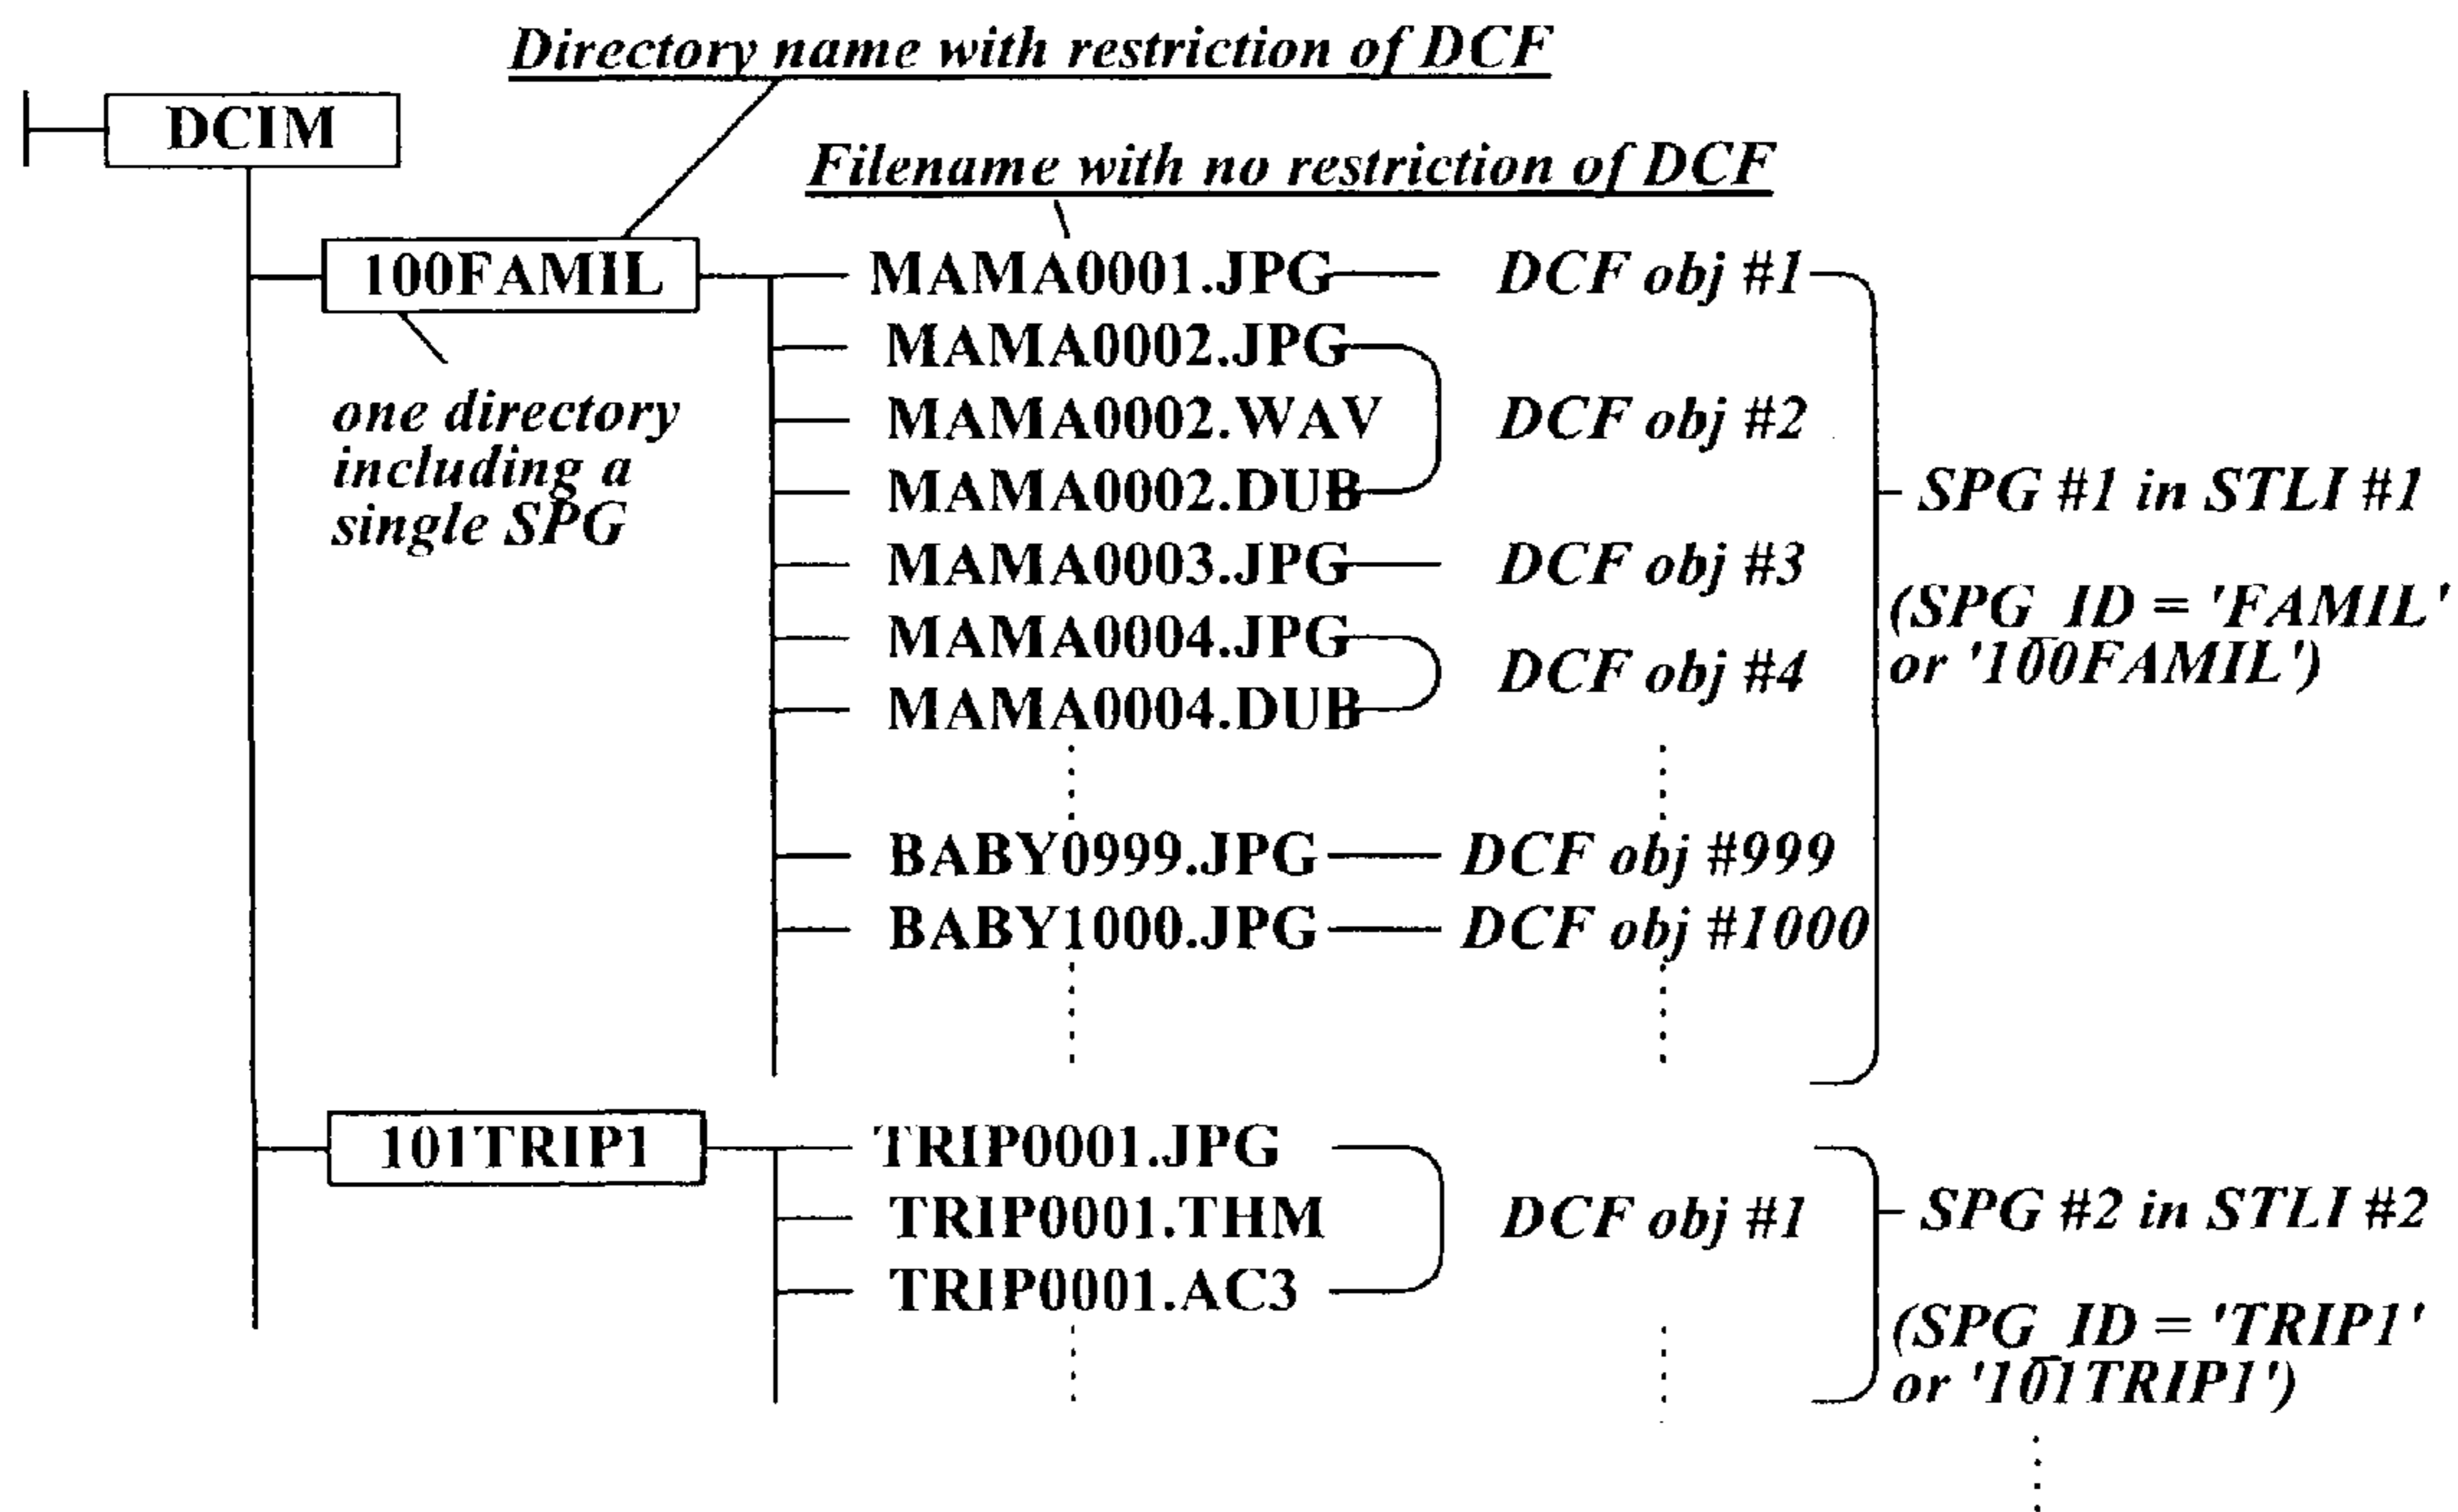 Directory name with restriction of DCF
DCIM
Filename with no restriction of DCF
100FAMIL
MAMA0001.JPG
DCF obj #1
MAMA0002.JPG
one directory
including a
single SPG
MAMA0002.WAV
DCF obj #2
MAMA0002.DUB
SPG #1 in STLI #1
MAMA0003.JPG
DCF obj #3
(SPG_ID = 'FAMIL'
or '100FAMIL')
MAMA0004.JPG
DCF obj #4
MAMA0004.DUB
BABY0999.JPG
DCF obj #999
BABY1000.JPG
DCF obj #1000
101TRIP1
TRIP0001.JPG
TRIP0001.THM
DCF obj #1
SPG #2 in STLI #2
TRIP0001.AC3
(SPG_ID = 'TRIP1'
or '101TRIP1')